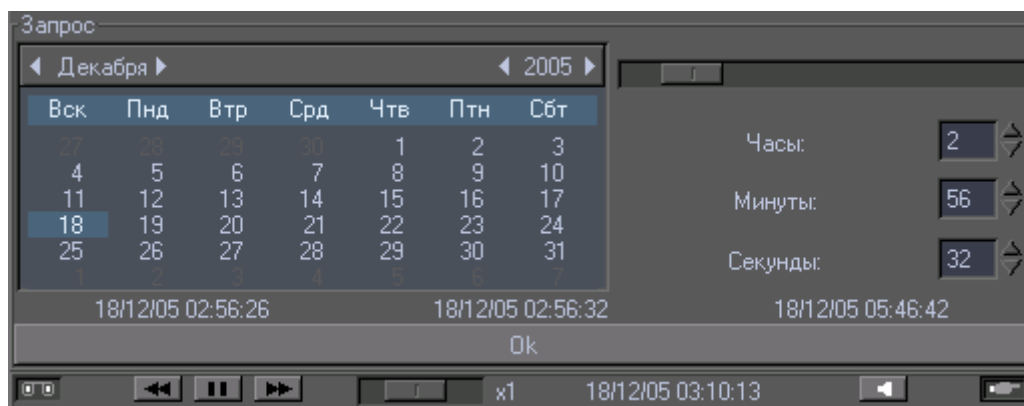 Запрос
Декабря 2005
Вск Пнд Втр Срд Чтв Птн Сбт
27 28 29 30 1 2 3
4 5 6 7 8 9 10
11 12 13 14 15 16 17
18 19 20 21 22 23 24
25 26 27 28 29 30 31
1 2 3 4 5 6 7
Часы: 2
Минуты: 56
Секунды: 32
18/12/05 02:56:26 18/12/05 02:56:32 18/12/05 05:46:42
Ok
x1 18/12/05 03:10:13